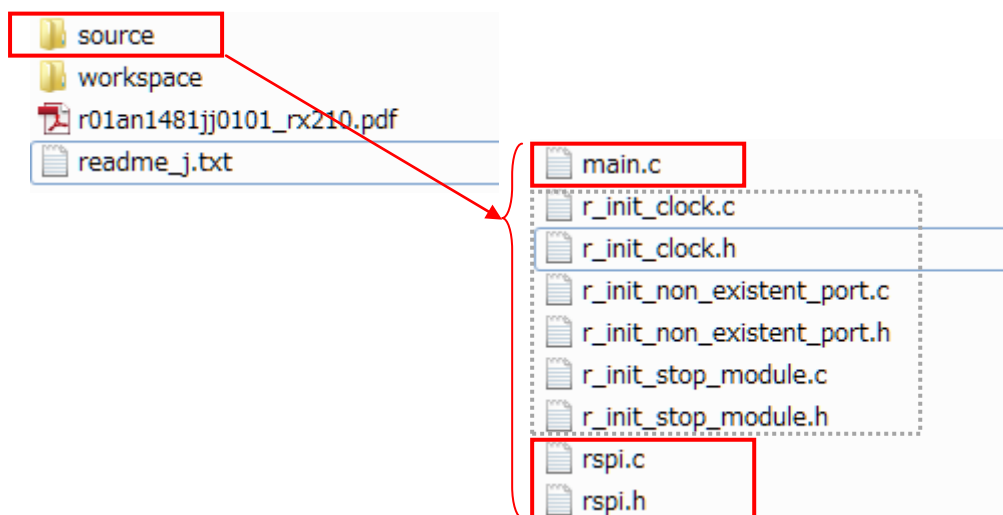 source
workspace
r01an1481jj0101_rx210.pdf
readme_j.txt
main.c
r_init_clock.c
r_init_clock.h
r_init_non_existent_port.c
r_init_non_existent_port.h
r_init_stop_module.c
r_init_stop_module.h
rspi.c
rspi.h